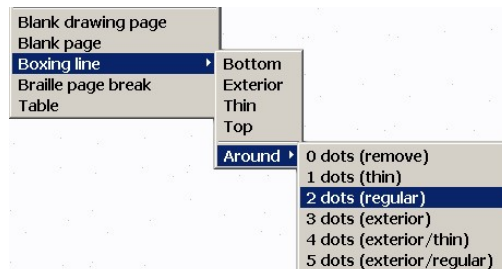 Blank drawing page
Blank page
Boxing line
Braille page break
Table
Bottom
Exterior
Thin
Top
Around
0 dots (remove)
1 dots (thin)
2 dots (regular)
3 dots (exterior)
4 dots (exterior/thin)
5 dots (exterior/regular)